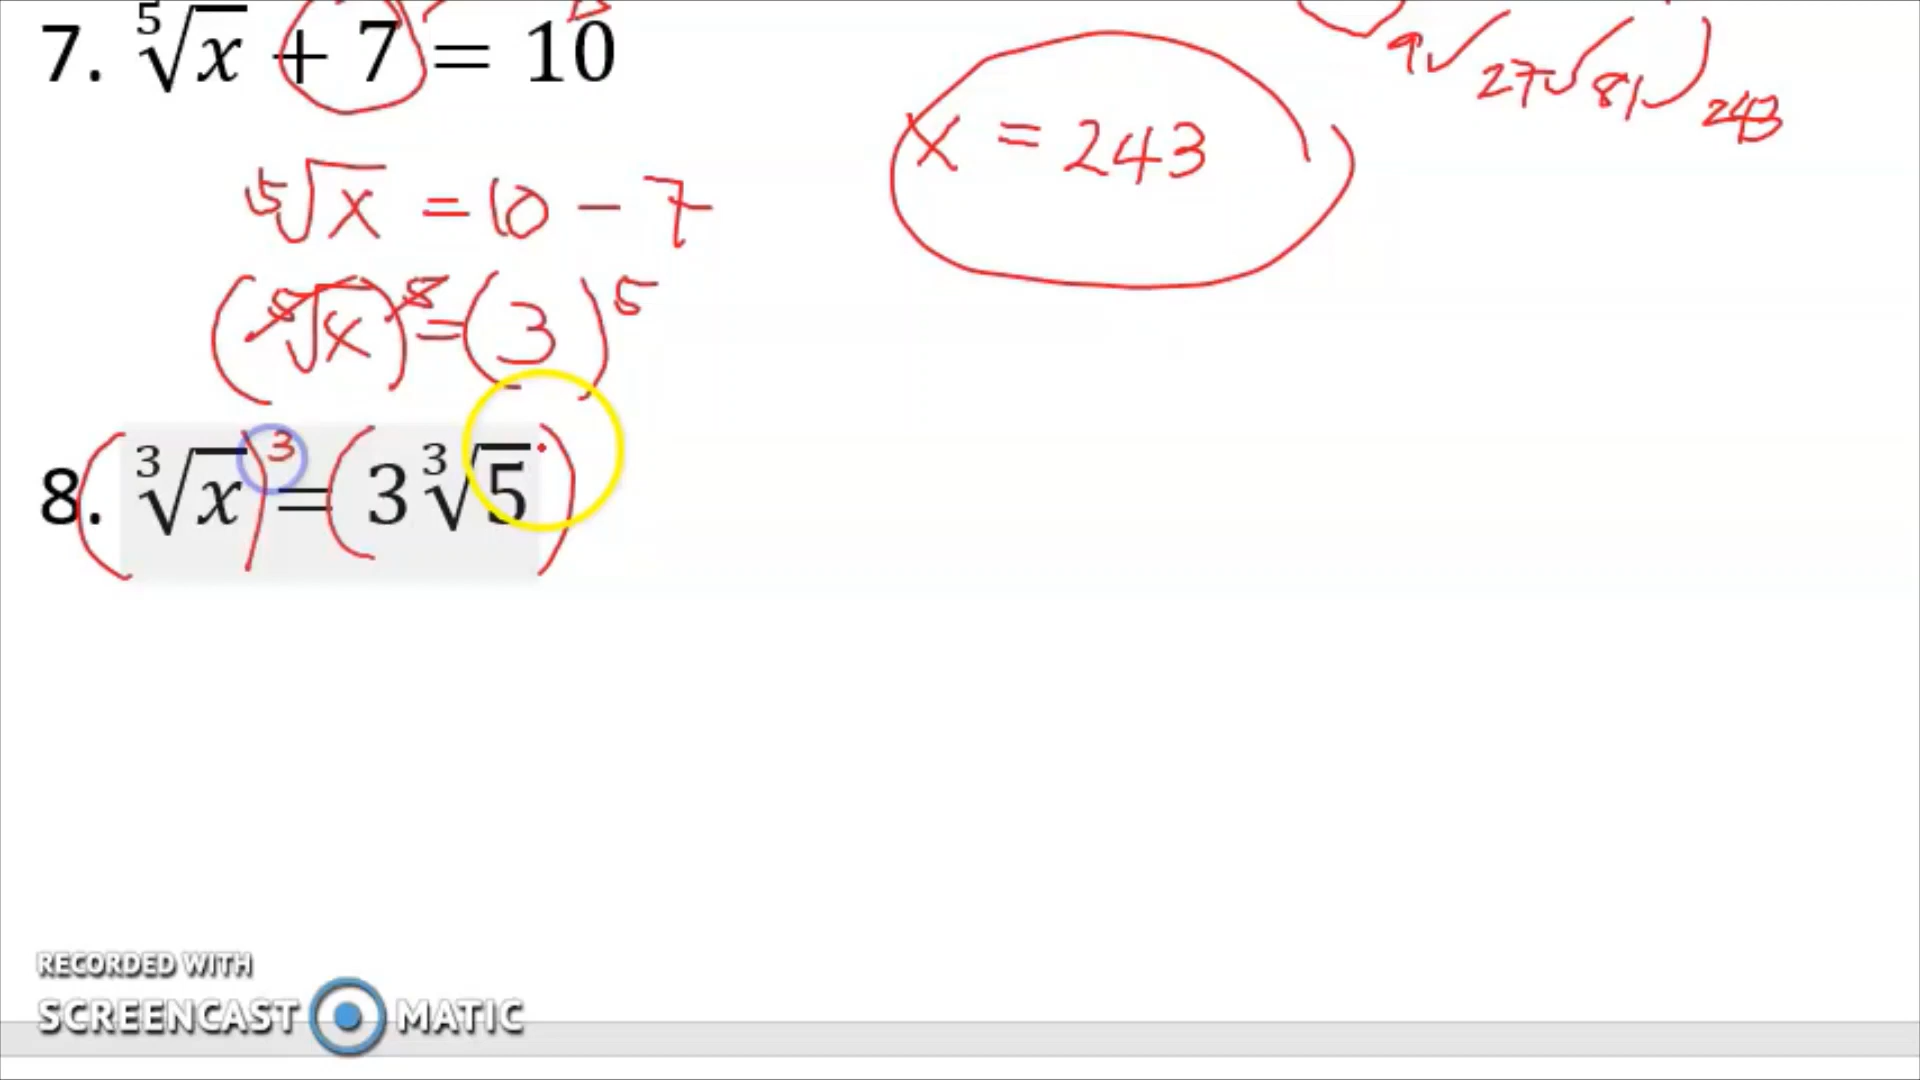 7. ⁵√x + 7 = 10
9 27 81 243
x = 243
⁵√x = 10 − 7
(⁵√x)⁵ = (3)⁵
8. (³√x)³ = (3 ³√5)
RECORDED WITH
SCREENCAST MATIC